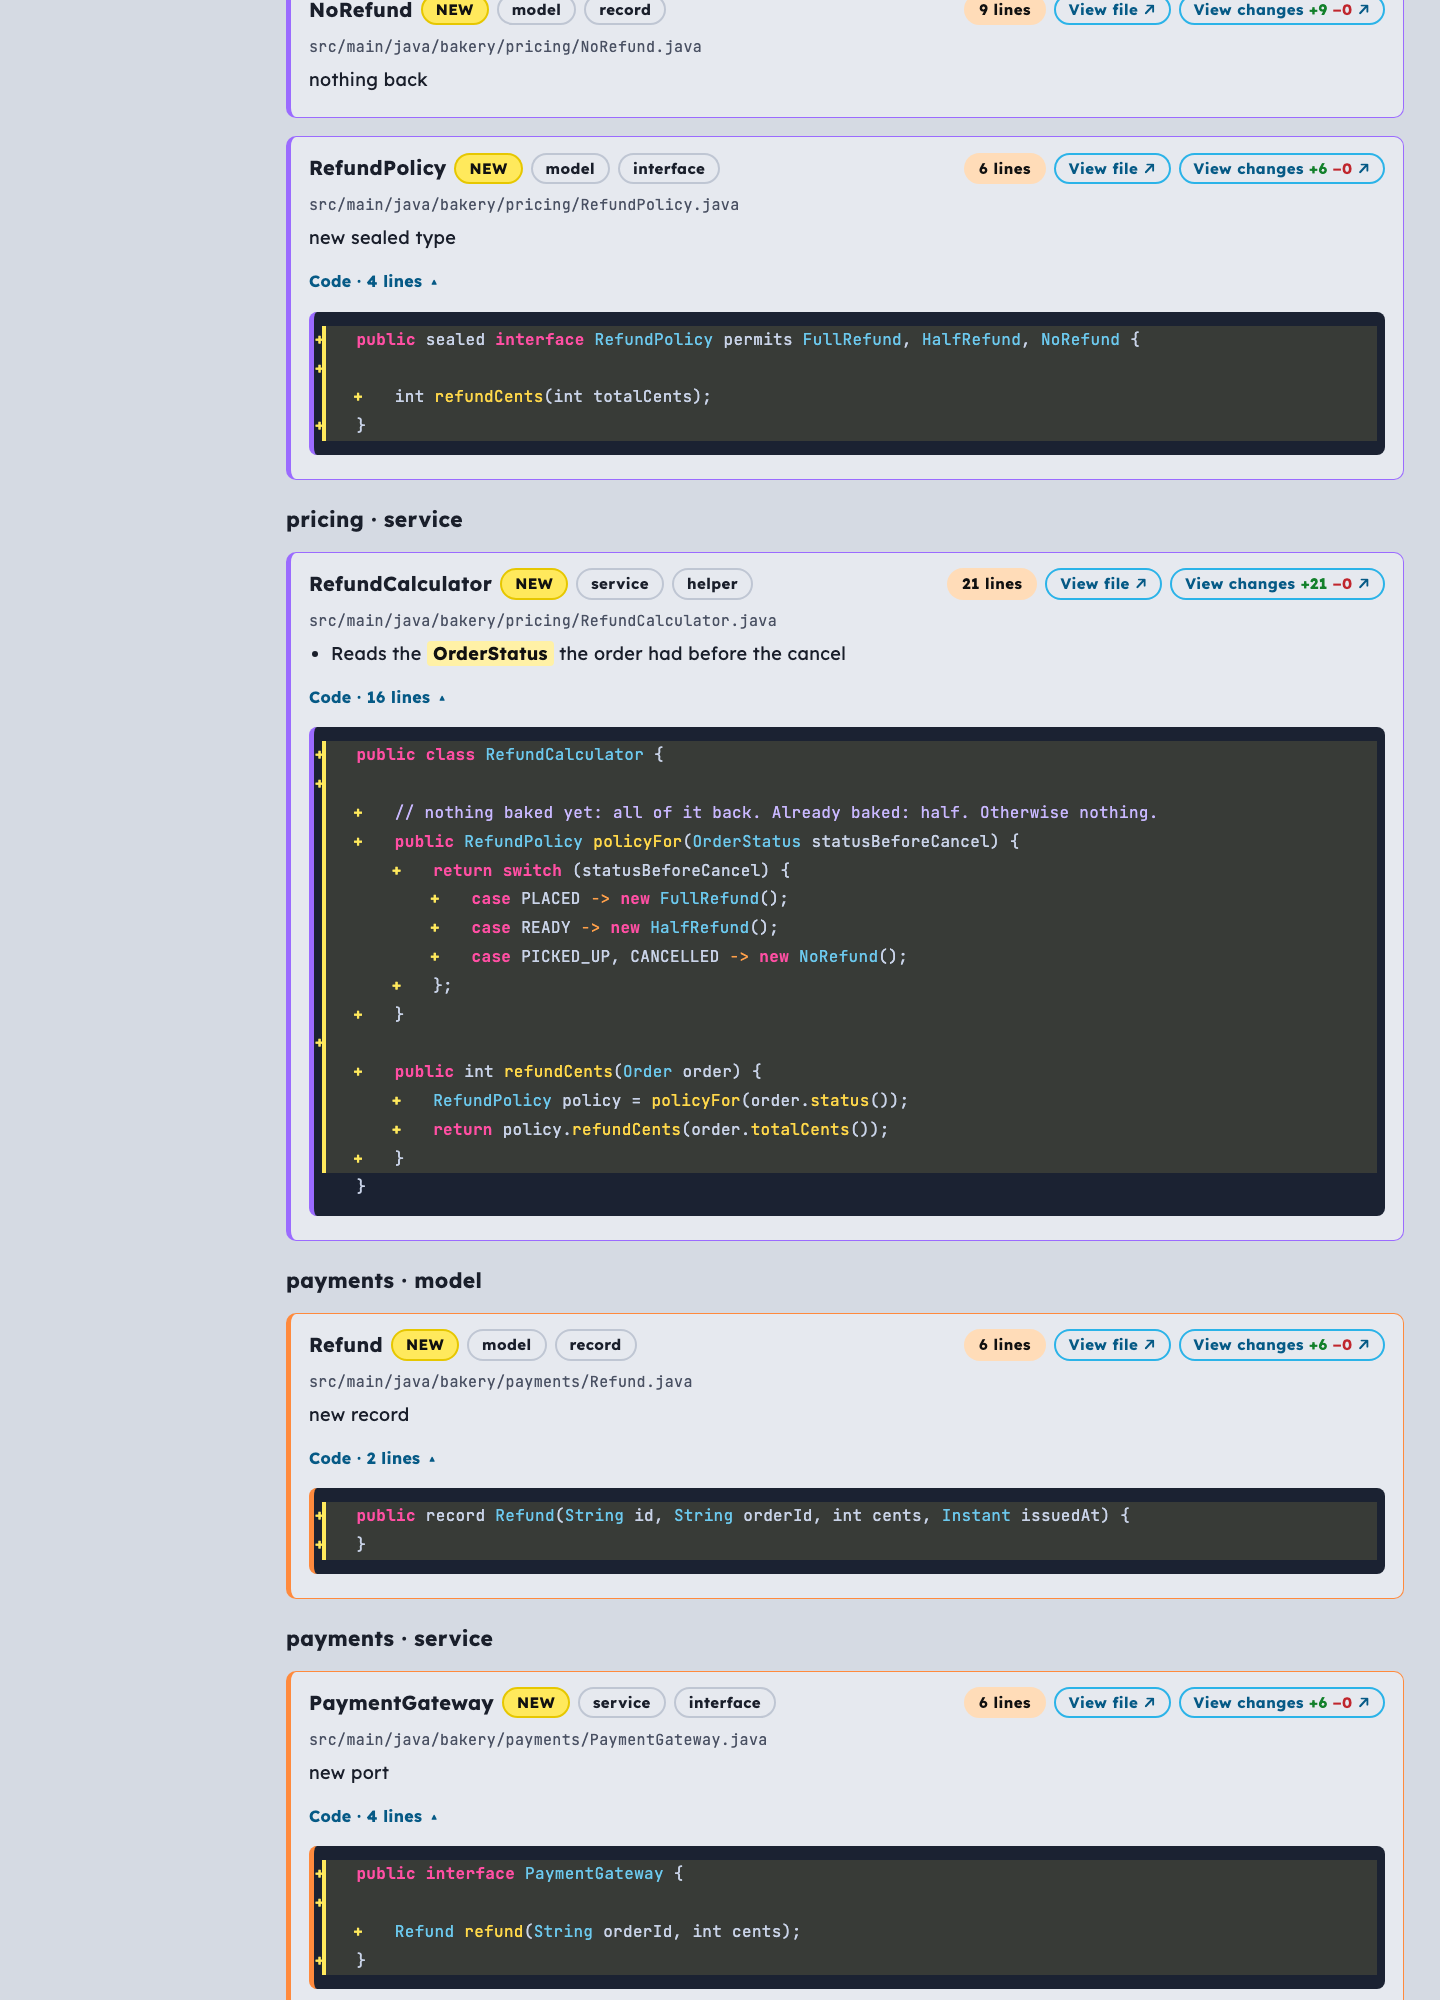 NoRefund NEW model record 9 lines View file ↗ View changes +9 −0 ↗
src/main/java/bakery/pricing/NoRefund.java
nothing back
RefundPolicy NEW model interface 6 lines View file ↗ View changes +6 −0 ↗
src/main/java/bakery/pricing/RefundPolicy.java
new sealed type
Code · 4 lines ▴
+ public sealed interface RefundPolicy permits FullRefund, HalfRefund, NoRefund {
+
+ int refundCents(int totalCents);
+ }
pricing · service
RefundCalculator NEW service helper 21 lines View file ↗ View changes +21 −0 ↗
src/main/java/bakery/pricing/RefundCalculator.java
• Reads the OrderStatus the order had before the cancel
Code · 16 lines ▴
+ public class RefundCalculator {
+
+ // nothing baked yet: all of it back. Already baked: half. Otherwise nothing.
+ public RefundPolicy policyFor(OrderStatus statusBeforeCancel) {
+ return switch (statusBeforeCancel) {
+ case PLACED -> new FullRefund();
+ case READY -> new HalfRefund();
+ case PICKED_UP, CANCELLED -> new NoRefund();
+ };
+ }
+
+ public int refundCents(Order order) {
+ RefundPolicy policy = policyFor(order.status());
+ return policy.refundCents(order.totalCents());
+ }
}
payments · model
Refund NEW model record 6 lines View file ↗ View changes +6 −0 ↗
src/main/java/bakery/payments/Refund.java
new record
Code · 2 lines ▴
+ public record Refund(String id, String orderId, int cents, Instant issuedAt) {
+ }
payments · service
PaymentGateway NEW service interface 6 lines View file ↗ View changes +6 −0 ↗
src/main/java/bakery/payments/PaymentGateway.java
new port
Code · 4 lines ▴
+ public interface PaymentGateway {
+
+ Refund refund(String orderId, int cents);
+ }